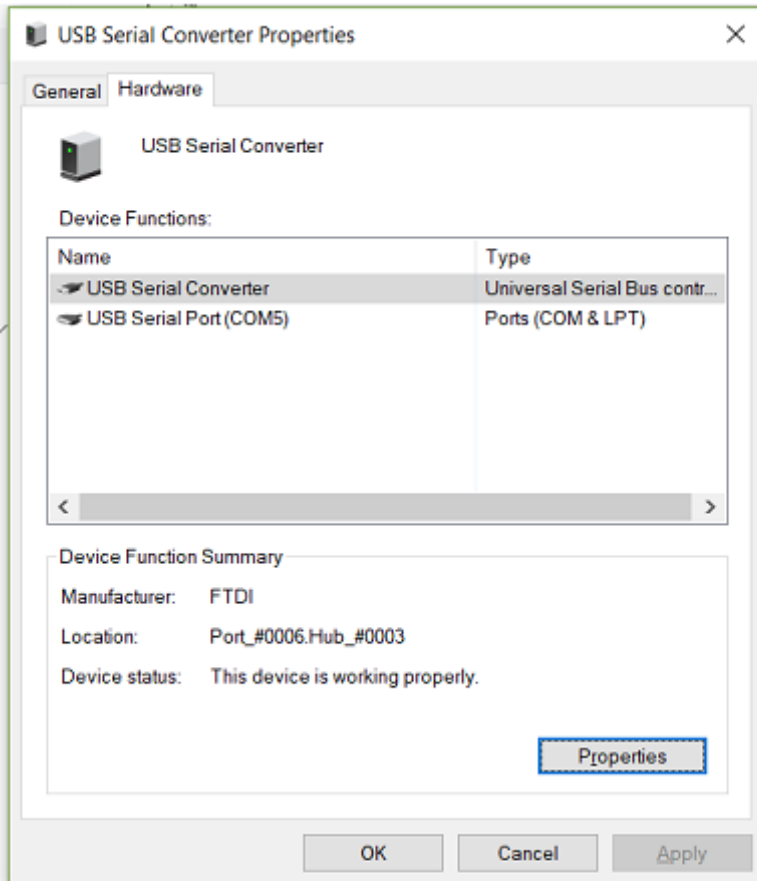 USB Serial Converter Properties
General Hardware
USB Serial Converter
Device Functions:
Name Type
USB Serial Converter Universal Serial Bus contr...
USB Serial Port (COM5) Ports (COM & LPT)
Device Function Summary
Manufacturer: FTDI
Location: Port_#0006.Hub_#0003
Device status: This device is working properly.
Properties
OK Cancel Apply